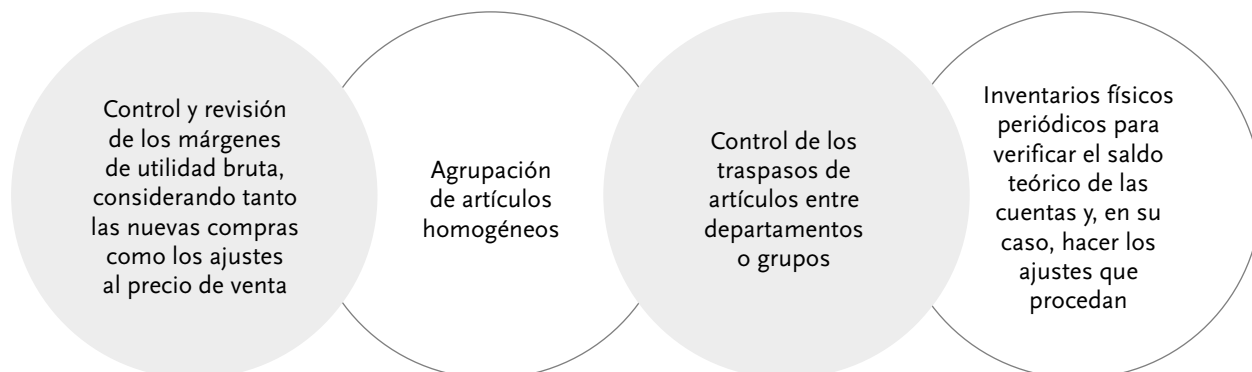 Control y revisión
de los márgenes
de utilidad bruta,
considerando tanto
las nuevas compras
como los ajustes
al precio de venta
Agrupación
de artículos
homogéneos
Control de los
traspasos de
artículos entre
departamentos
o grupos
Inventarios físicos
periódicos para
verificar el saldo
teórico de las
cuentas y, en su
caso, hacer los
ajustes que
procedan